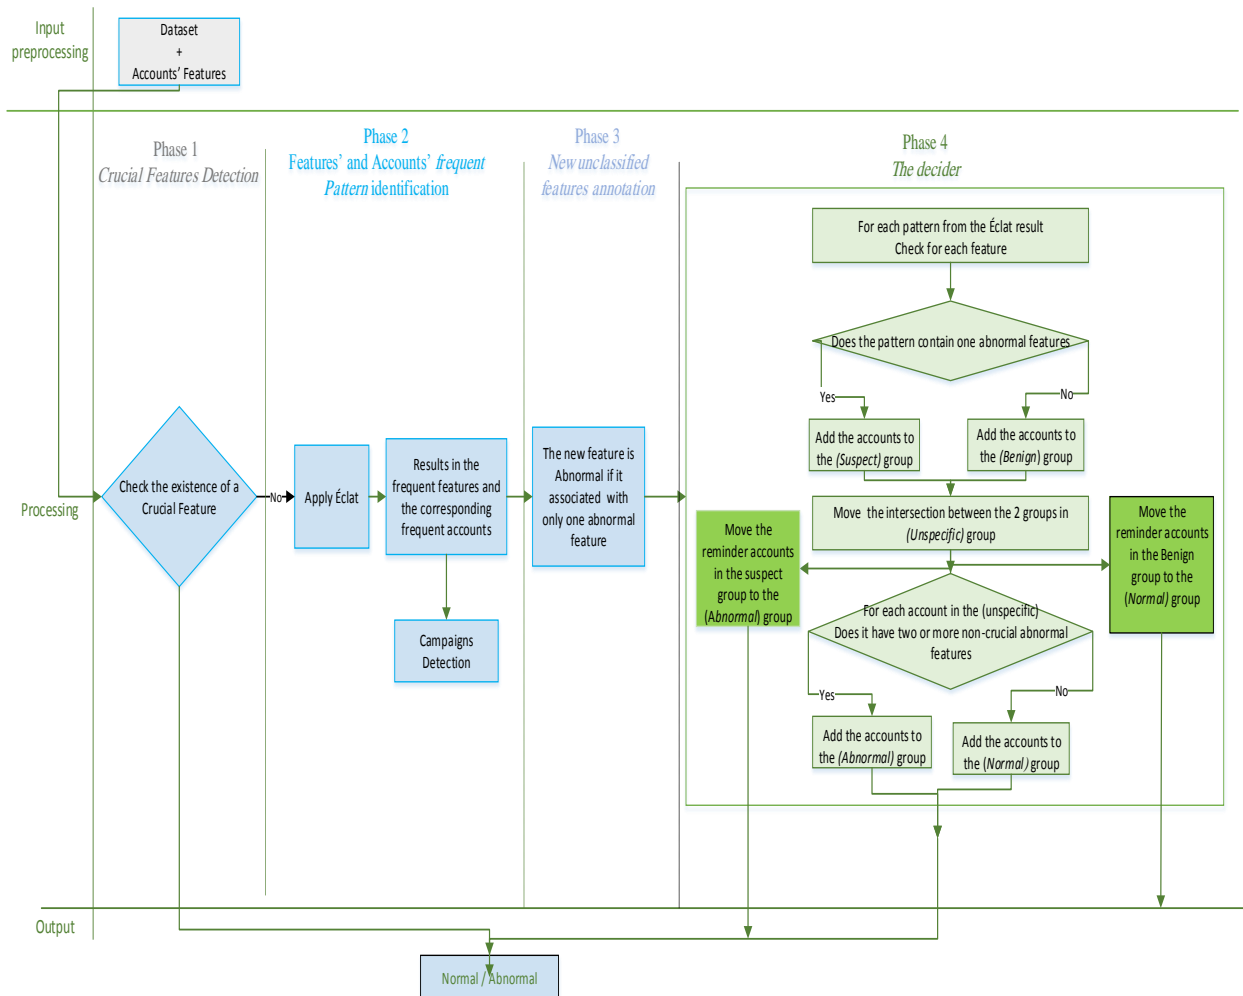 Input
preprocessing
Dataset
+
Accounts' Features
Phase 1
Crucial Features Detection
Phase 2
Features' and Accounts' frequent
Pattern identification
Phase 3
New unclassified
features annotation
Phase 4
The decider
For each pattern from the Éclat result
Check for each feature
Does the pattern contain one abnormal features
Yes
No
Add the accounts to
the (Suspect) group
Add the accounts to
the (Benign) group
Processing
Check the existence of a
Crucial Feature
No
Apply Éclat
Results in the
frequent features and
the corresponding
frequent accounts
The new feature is
Abnormal if it
associated with
only one abnormal
feature
Campaigns
Detection
Move the intersection between the 2 groups in
(Unspecific) group
Move the
reminder accounts
in the suspect
group to the
(Abnormal) group
Move the
reminder accounts
in the Benign
group to the
(Normal) group
For each account in the (unspecific)
Does it have two or more non-crucial abnormal
features
Yes
No
Add the accounts to
the (Abnormal) group
Add the accounts to
the (Normal) group
Output
Normal / Abnormal